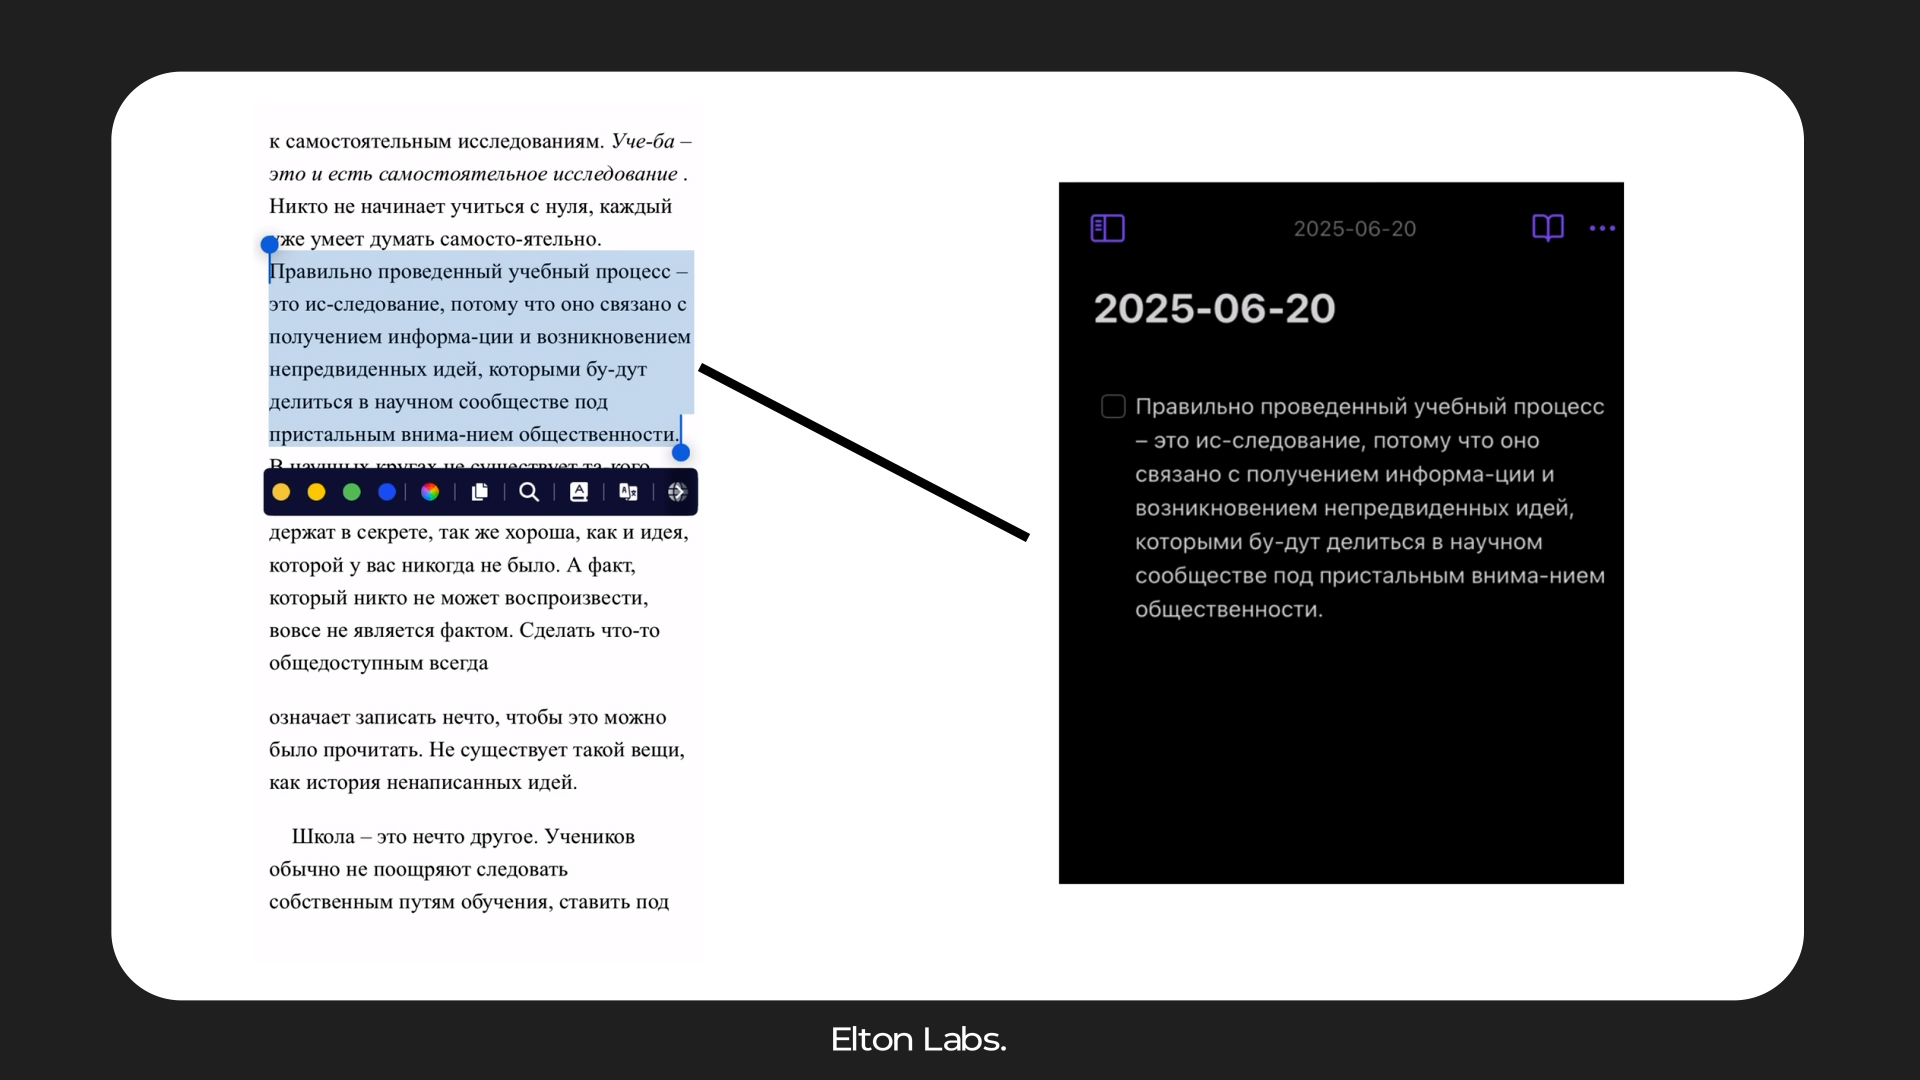 к самостоятельным исследованиям. Уче-ба –
это и есть самостоятельное исследование .
Никто не начинает учиться с нуля, каждый
уже умеет думать самосто-ятельно.
Правильно проведенный учебный процесс –
это ис-следование, потому что оно связано с
получением информа-ции и возникновением
непредвиденных идей, которыми бу-дут
делиться в научном сообществе под
пристальным внима-нием общественности.
В научных кругах не существует та-кого
держат в секрете, так же хороша, как и идея,
которой у вас никогда не было. А факт,
который никто не может воспроизвести,
вовсе не является фактом. Сделать что-то
общедоступным всегда
означает записать нечто, чтобы это можно
было прочитать. Не существует такой вещи,
как история ненаписанных идей.
Школа – это нечто другое. Учеников
обычно не поощряют следовать
собственным путям обучения, ставить под
2025-06-20
2025-06-20
Правильно проведенный учебный процесс
– это ис-следование, потому что оно
связано с получением информа-ции и
возникновением непредвиденных идей,
которыми бу-дут делиться в научном
сообществе под пристальным внима-нием
общественности.
Elton Labs.